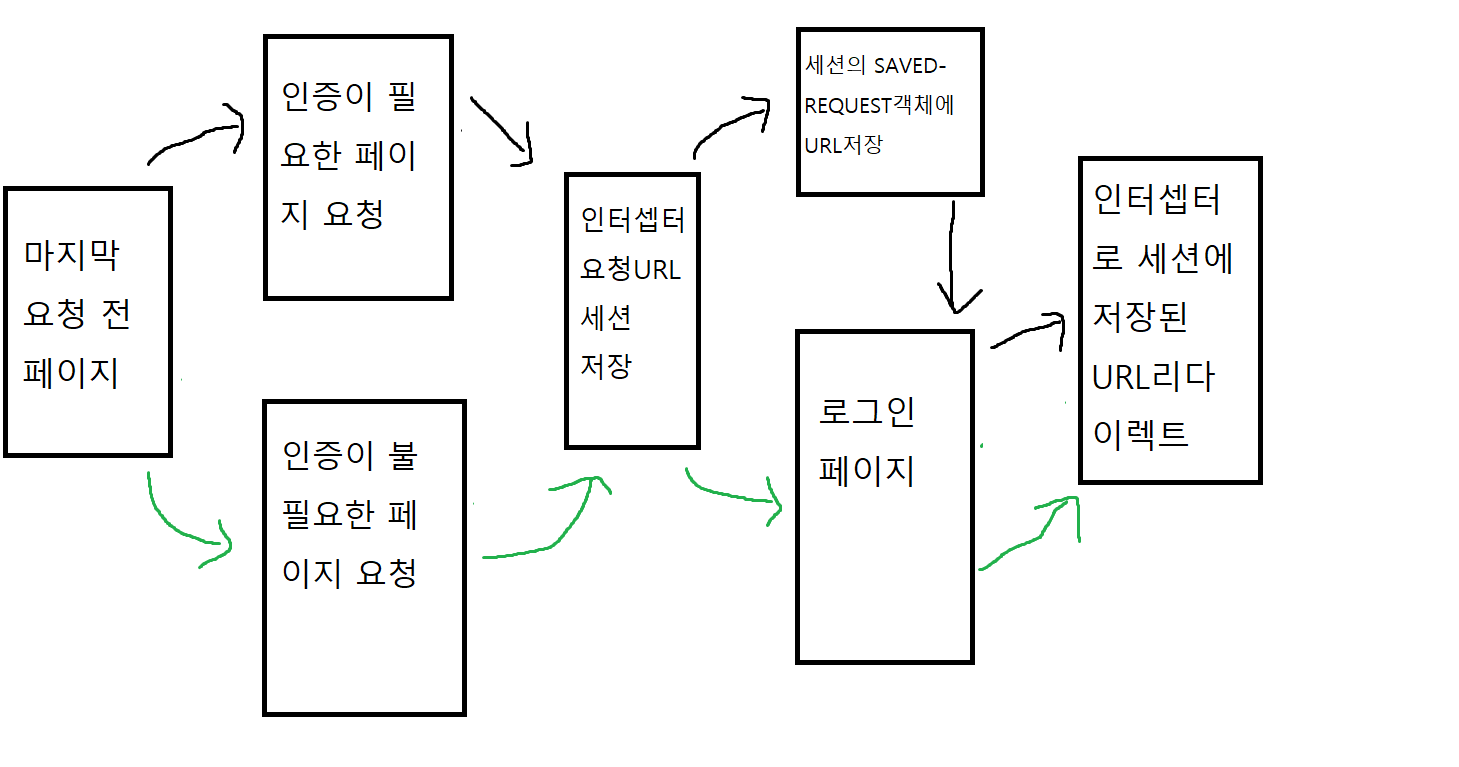 마지막
요청 전
페이지
인증이 필
요한 페이
지 요청
인증이 불
필요한 페
이지 요청
인터셉터
요청URL
세션
저장
세션의 SAVED-
REQUEST객체에
URL저장
로그인
페이지
인터셉터
로 세션에
저장된
URL리다
이렉트